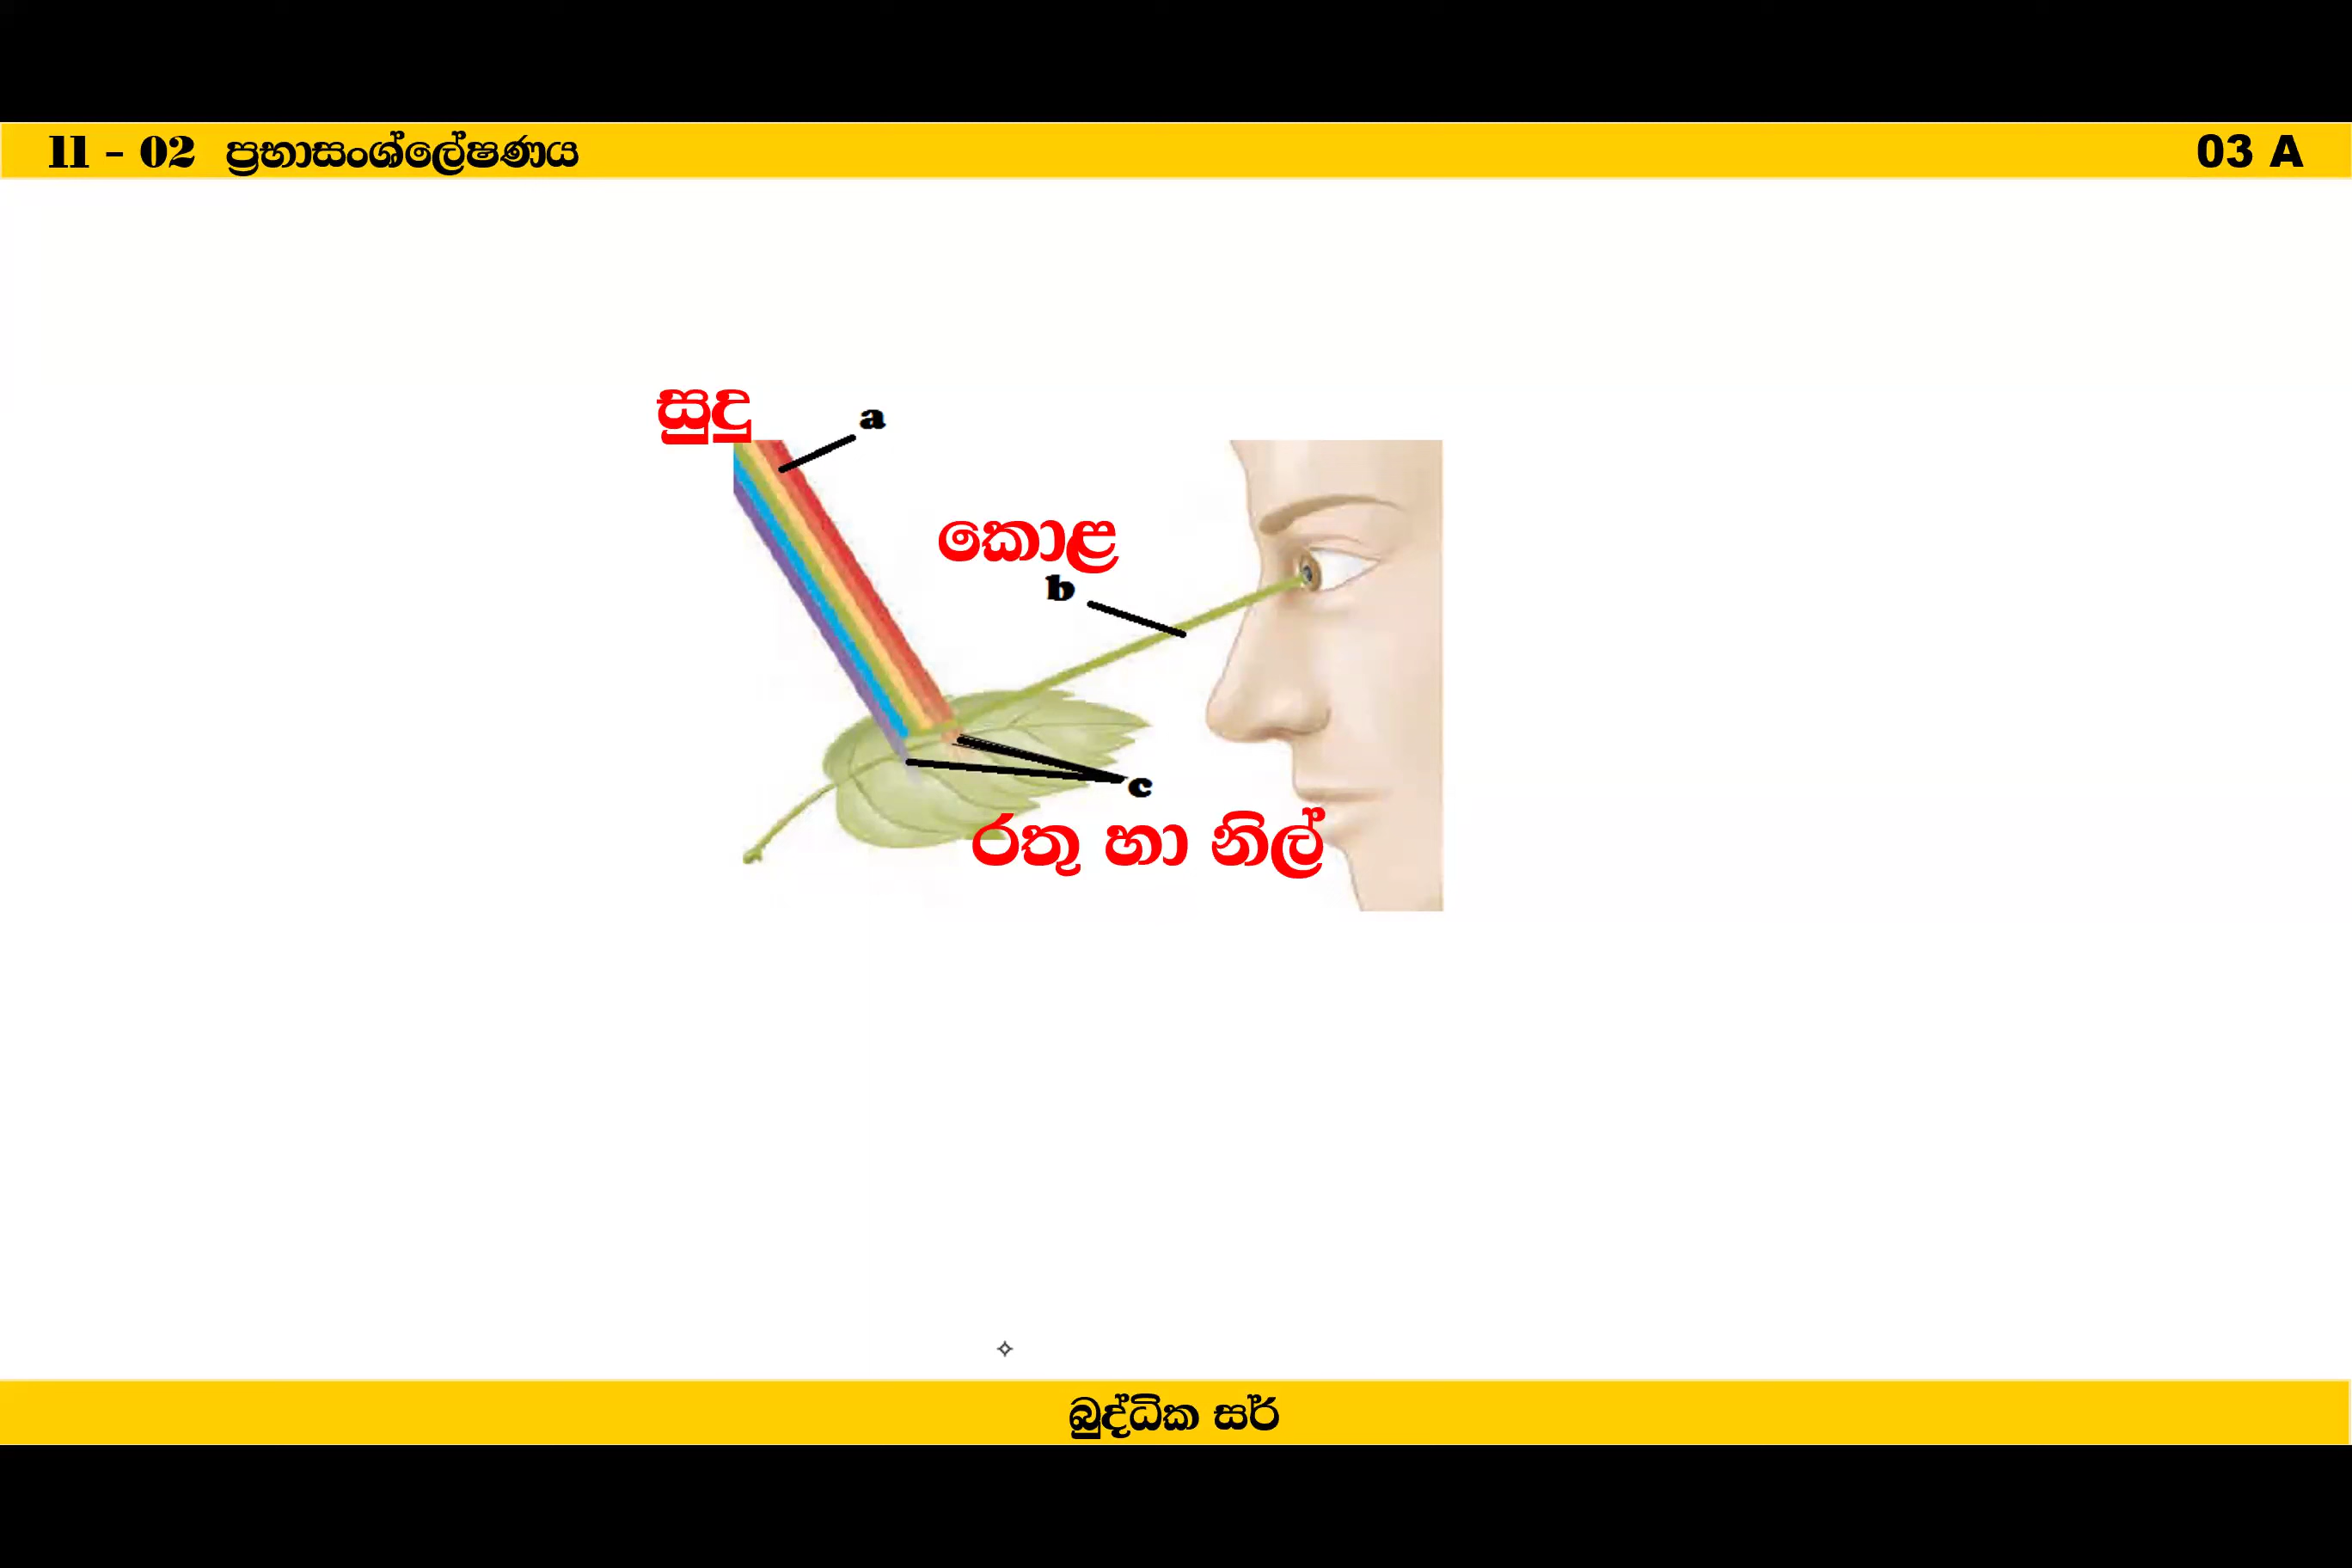 11 - 02 ප්‍රභාසංශ්ලේෂණය
03 A
සුදු
a
කොළ
b
c
රතු හා නිල්
බුද්ධික සර්